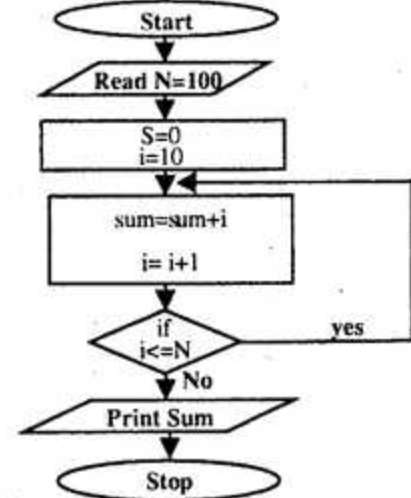 Start
Read N=100
S=0
i=10
sum=sum+i
i= i+1
if
i<=N
yes
No
Print Sum
Stop